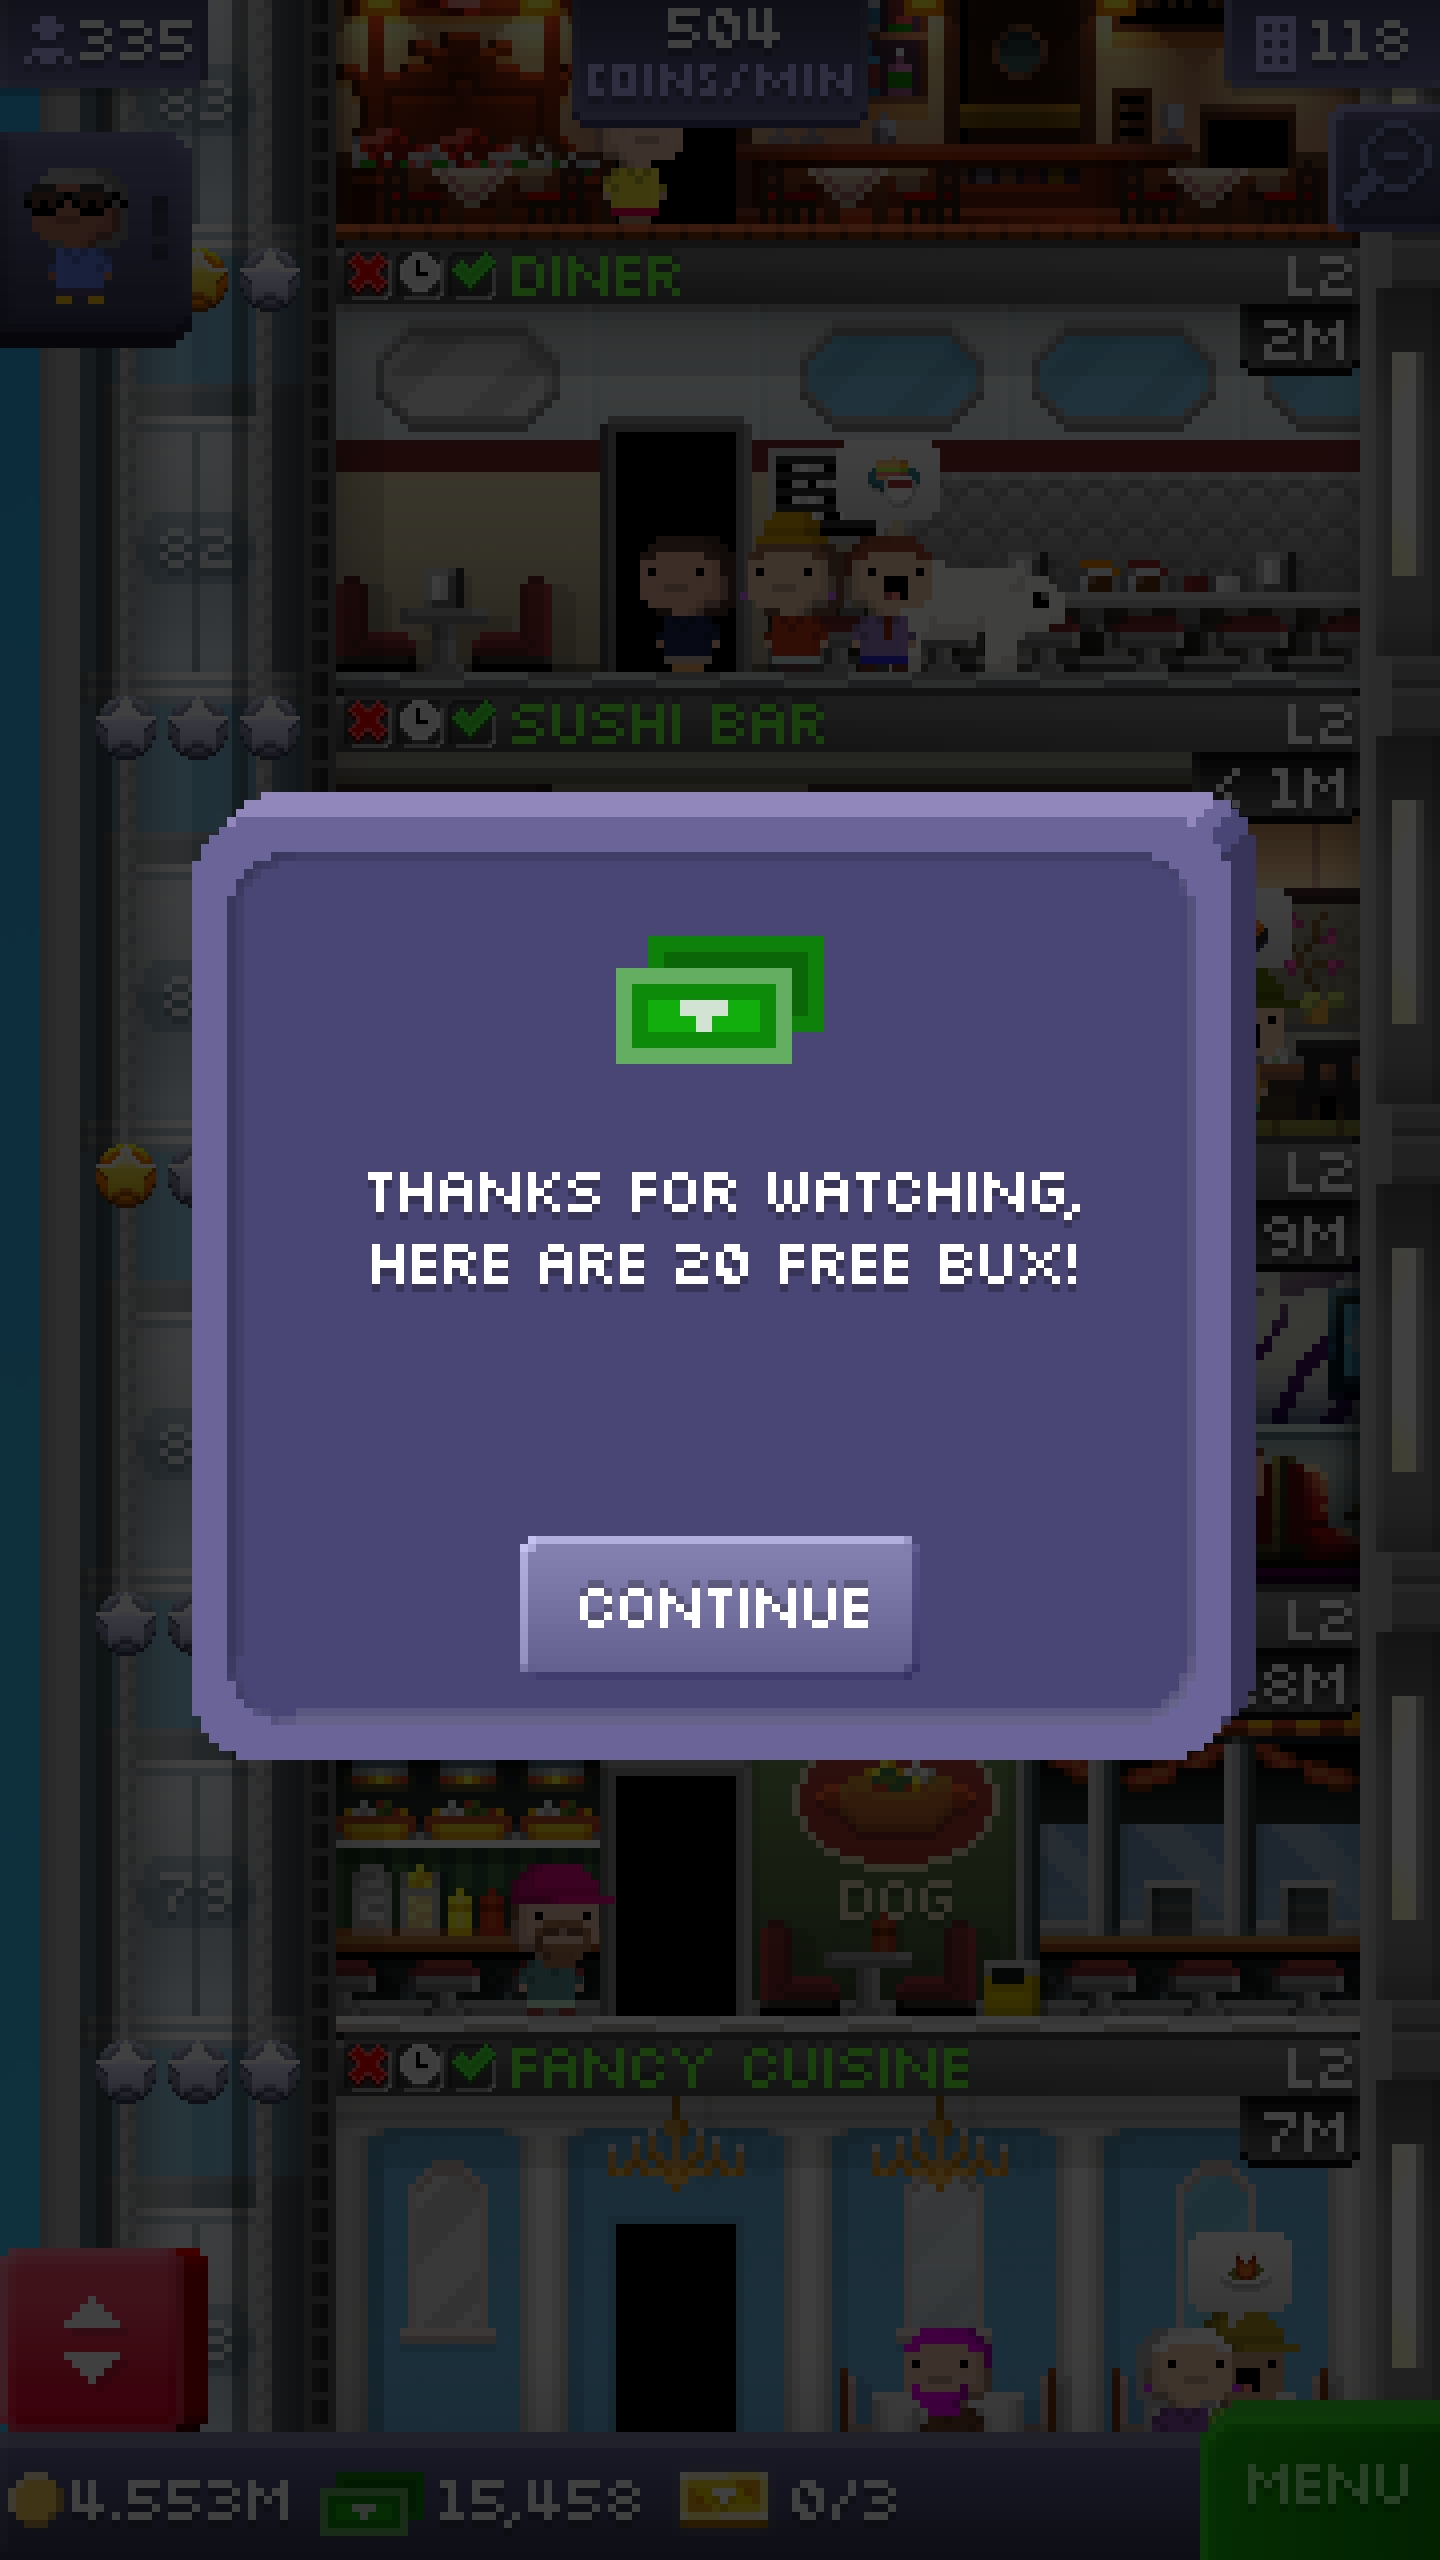 335
504
COINS/MIN
118
83
DINER
L2
2M
82
SUSHI BAR
L2
< 1M
L2
9M
THANKS FOR WATCHING,
HERE ARE 20 FREE BUX!
CONTINUE
L2
8M
DOG
79
FANCY CUISINE
L2
7M
4.553M
15,458
0/3
MENU